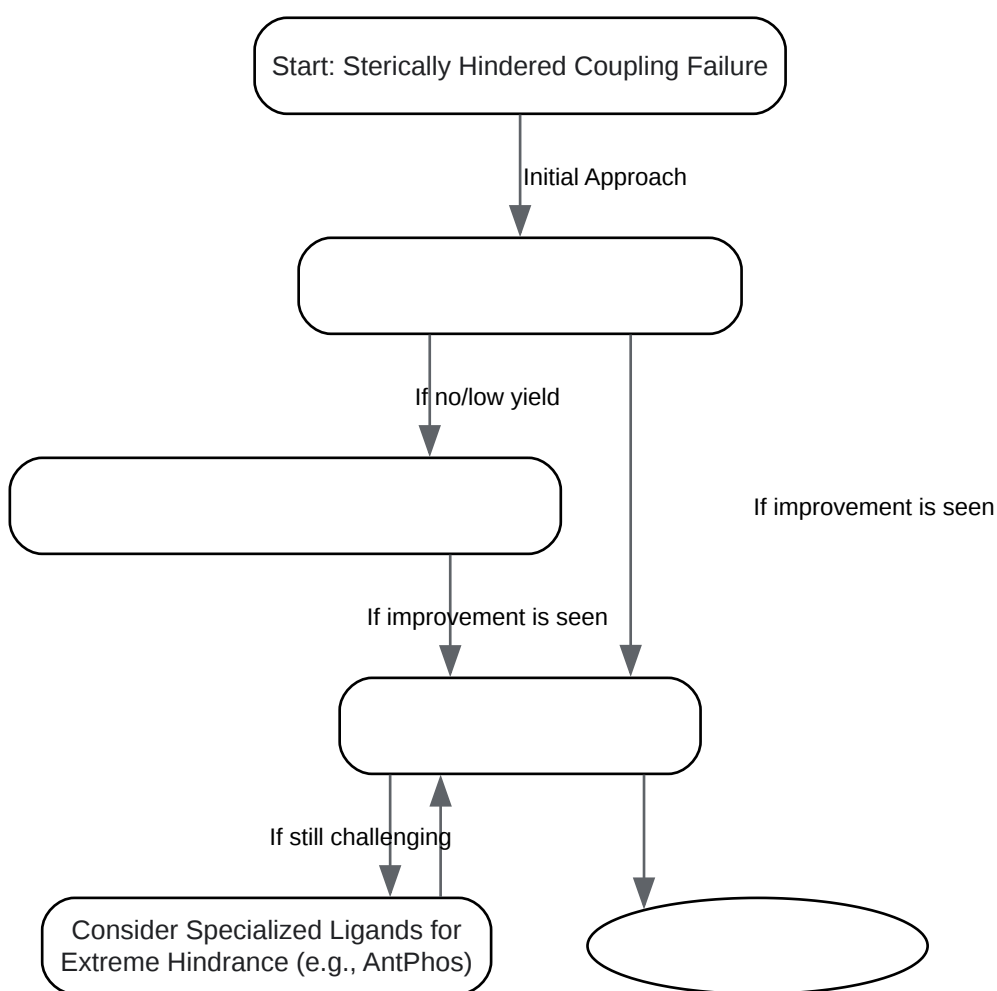 Start: Sterically Hindered Coupling Failure
Initial Approach
If no/low yield
If improvement is seen
If improvement is seen
If still challenging
Consider Specialized Ligands for
Extreme Hindrance (e.g., AntPhos)